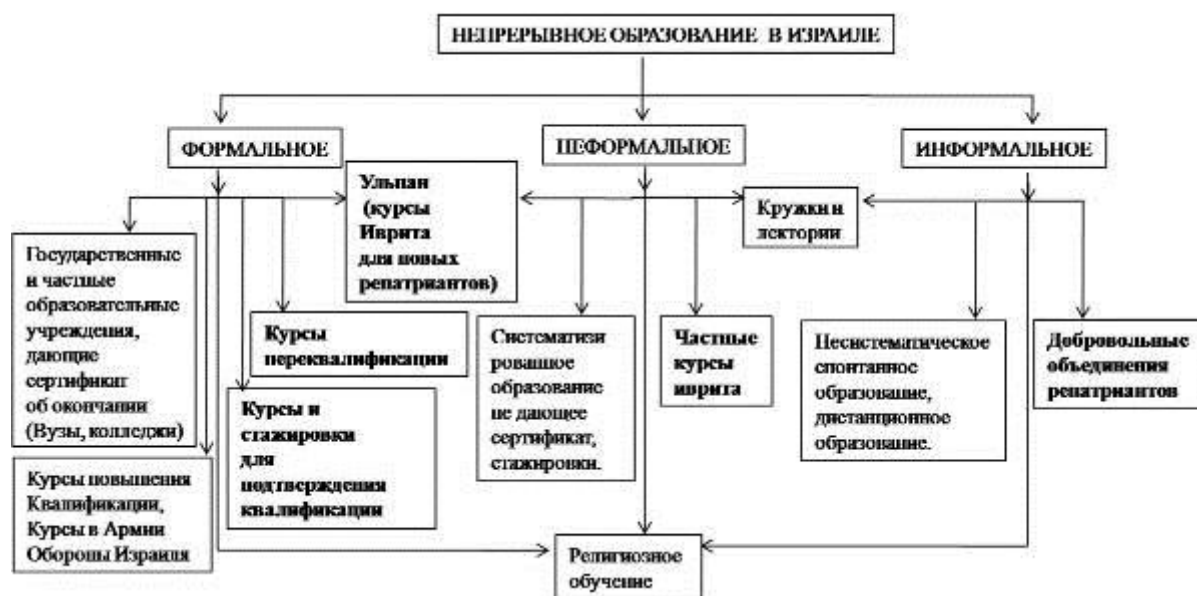 НЕПРЕРЫВНОЕ ОБРАЗОВАНИЕ В ИЗРАИЛЕ
ФОРМАЛЬНОЕ
НЕФОРМАЛЬНОЕ
ИНФОРМАЛЬНОЕ
Ульпан
(курсы
Иврита
для новых
репатриантов)
Кружки и
лектории
Государственные
и частные
образовательные
учреждения,
дающие
сертификат
об окончании
(Вузы, колледжи)
Курсы
переквалификации
Систематизи
рованное
образование
не дающее
сертификат,
стажировки.
Частные
курсы
иврита
Несистематическое
спонтанное
образование,
дистанционное
образование.
Добровольные
объединения
репатриантов
Курсы и
стажировки
для
подтверждения
квалификации
Курсы повышения
Квалификации,
Курсы в Армии
Обороны Израиля
Религиозное
обучение